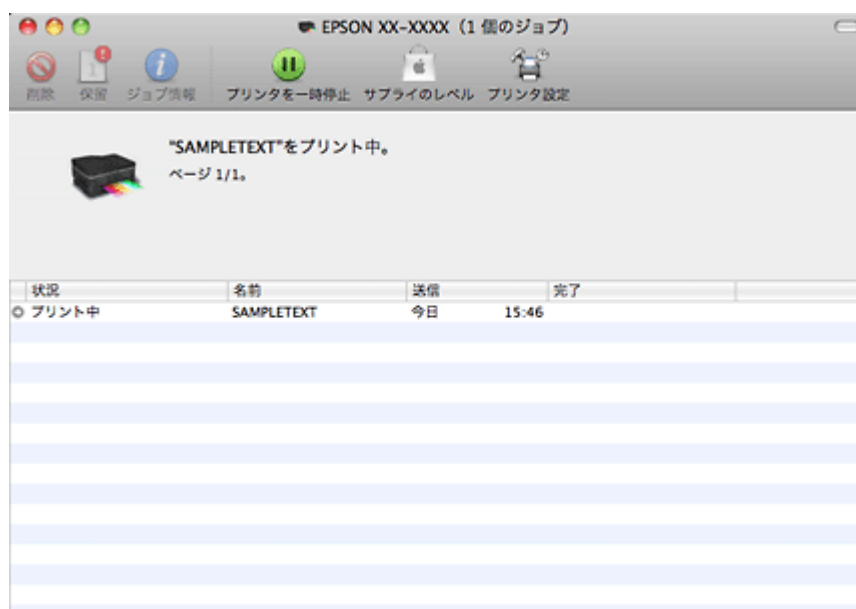 EPSON XX-XXXX（1 個のジョブ）
削除 保留 ジョブ情報 プリンタを一時停止 サプライのレベル プリンタ設定
"SAMPLETEXT"をプリント中。
ページ 1/1。
状況 名前 送信 完了
プリント中 SAMPLETEXT 今日 15:46